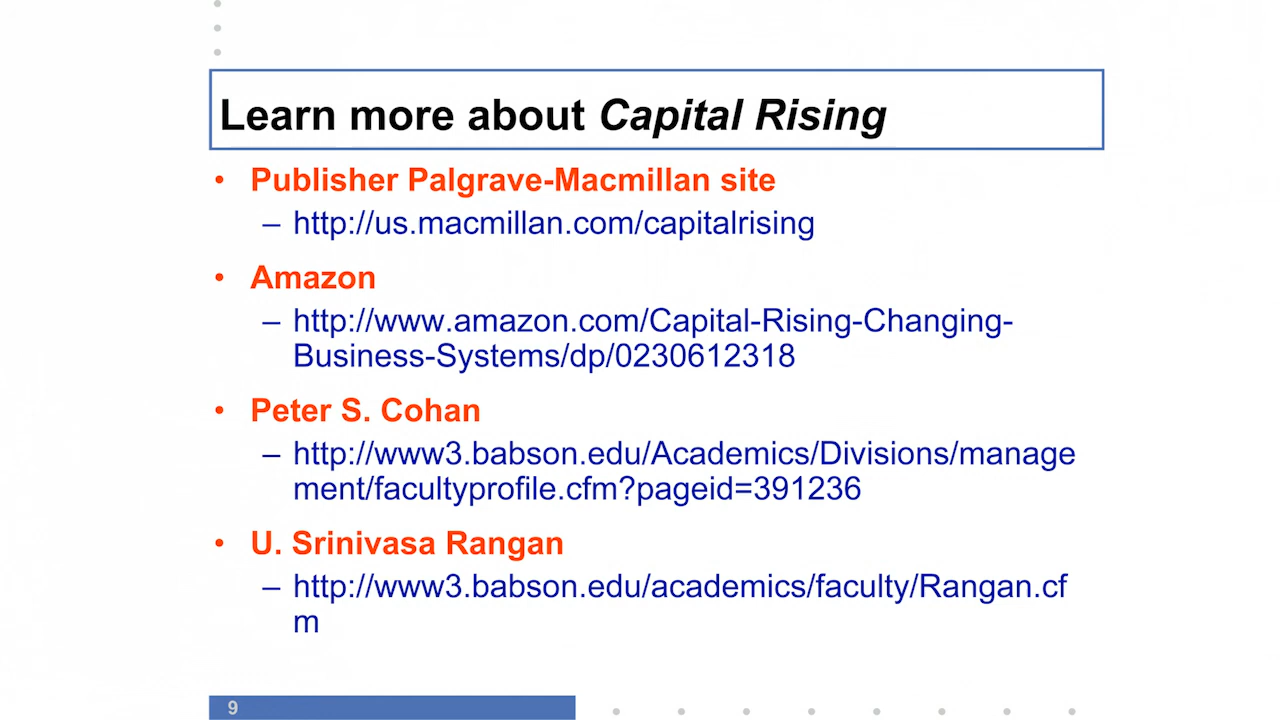 Learn more about Capital Rising
• Publisher Palgrave-Macmillan site
– http://us.macmillan.com/capitalrising
• Amazon
– http://www.amazon.com/Capital-Rising-Changing-
Business-Systems/dp/0230612318
• Peter S. Cohan
– http://www3.babson.edu/Academics/Divisions/manage
ment/facultyprofile.cfm?pageid=391236
• U. Srinivasa Rangan
– http://www3.babson.edu/academics/faculty/Rangan.cf
m
9